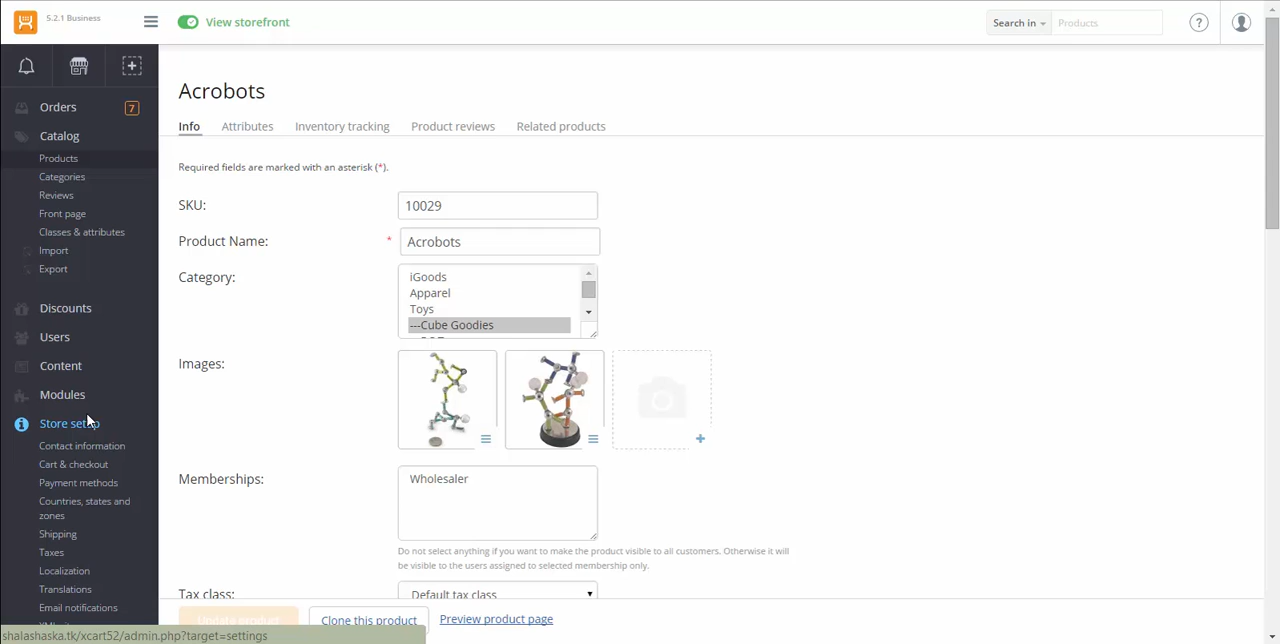 5.2.1 Business
View storefront
Search in
Products
?
Orders
7
Catalog
Products
Categories
Reviews
Front page
Classes & attributes
Import
Export
Discounts
Users
Content
Modules
Store setup
Contact information
Cart & checkout
Payment methods
Countries, states and
zones
Shipping
Taxes
Localization
Translations
Email notifications
Acrobots
Info
Attributes
Inventory tracking
Product reviews
Related products
Required fields are marked with an asterisk (*).
SKU:
10029
Product Name:
*
Acrobots
Category:
iGoods
Apparel
Toys
---Cube Goodies
Images:
Memberships:
Wholesaler
Do not select anything if you want to make the product visible to all customers. Otherwise it will
be visible to the users assigned to selected membership only.
Tax class:
Default tax class
Update product
Clone this product
Preview product page
shalashaska.tk/xcart52/admin.php?target=settings